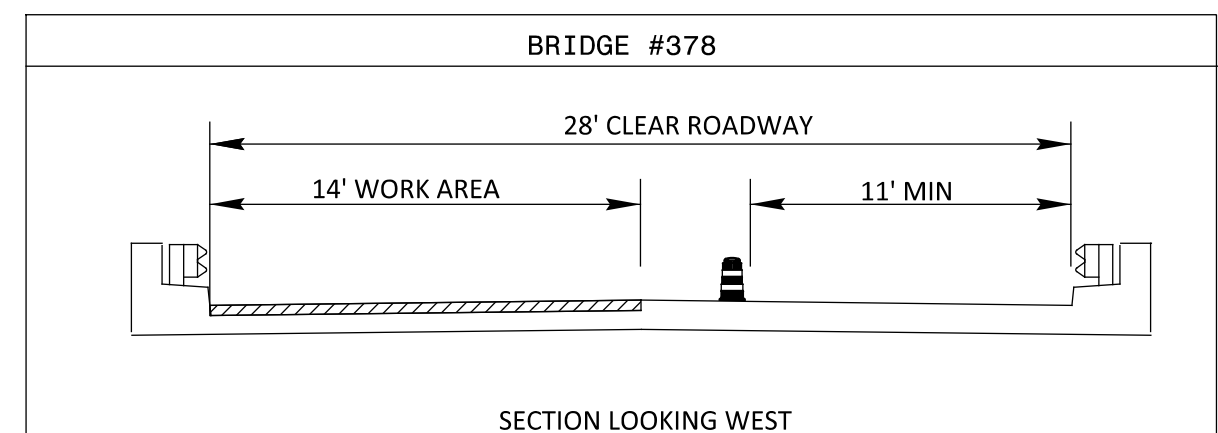 BRIDGE #378
28' CLEAR ROADWAY
14' WORK AREA
11' MIN
SECTION LOOKING WEST